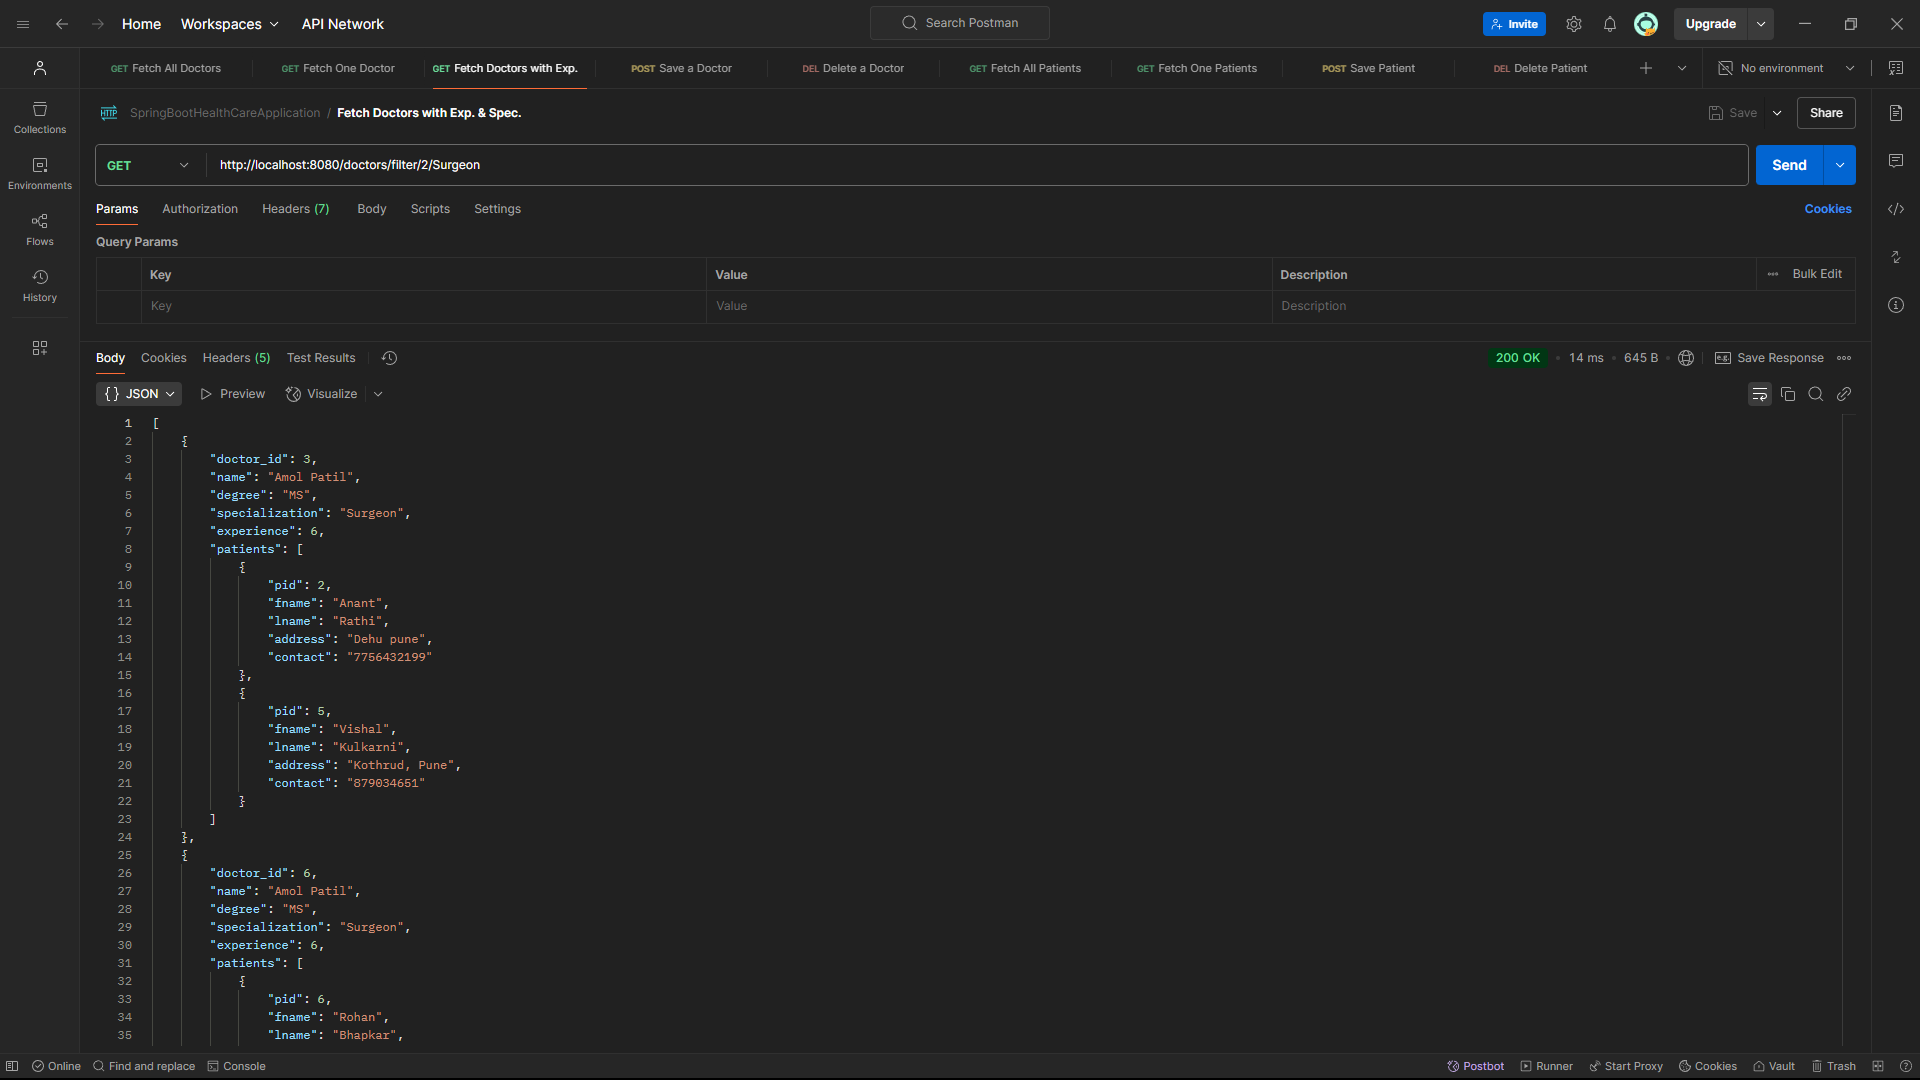 Home Workspaces API Network Search Postman Invite Upgrade
GET Fetch All Doctors GET Fetch One Doctor GET Fetch Doctors with Exp. POST Save a Doctor DEL Delete a Doctor GET Fetch All Patients GET Fetch One Patients POST Save Patient DEL Delete Patient No environment
HTTP SpringBootHealthCareApplication / Fetch Doctors with Exp. & Spec. Save Share
Collections
Environments
Flows
History
GET http://localhost:8080/doctors/filter/2/Surgeon Send
Params Authorization Headers (7) Body Scripts Settings Cookies
Query Params
Key Value Description Bulk Edit
Key Value Description
Body Cookies Headers (5) Test Results 200 OK • 14 ms • 645 B • e.g. Save Response
{} JSON Preview Visualize
1 [
2 {
3 "doctor_id": 3,
4 "name": "Amol Patil",
5 "degree": "MS",
6 "specialization": "Surgeon",
7 "experience": 6,
8 "patients": [
9 {
10 "pid": 2,
11 "fname": "Anant",
12 "lname": "Rathi",
13 "address": "Dehu pune",
14 "contact": "7756432199"
15 },
16 {
17 "pid": 5,
18 "fname": "Vishal",
19 "lname": "Kulkarni",
20 "address": "Kothrud, Pune",
21 "contact": "879034651"
22 }
23 ]
24 },
25 {
26 "doctor_id": 6,
27 "name": "Amol Patil",
28 "degree": "MS",
29 "specialization": "Surgeon",
30 "experience": 6,
31 "patients": [
32 {
33 "pid": 6,
34 "fname": "Rohan",
35 "lname": "Bhapkar",
Online Find and replace Console Postbot Runner Start Proxy Cookies Vault Trash